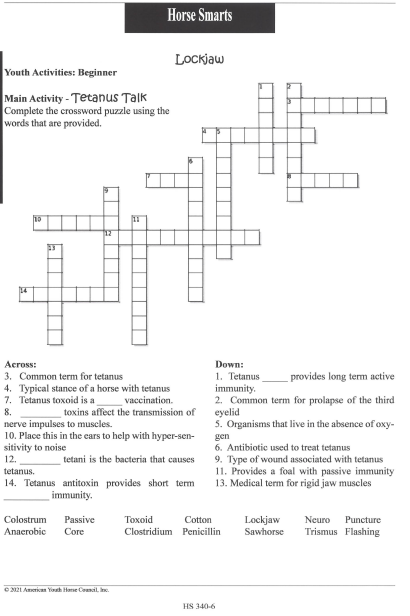 Horse Smarts
Lockjaw
Youth Activities: Beginner
Main Activity - Tetanus Talk
Complete the crossword puzzle using the
words that are provided.
1
2
3
4
5
6
7
8
9
10
11
12
13
14
Across:
3. Common term for tetanus
4. Typical stance of a horse with tetanus
7. Tetanus toxoid is a _____ vaccination.
8. ________ toxins affect the transmission of
nerve impulses to muscles.
10. Place this in the ears to help with hyper-sen-
sitivity to noise
12. ________ tetani is the bacteria that causes
tetanus.
14. Tetanus antitoxin provides short term
_________ immunity.
Down:
1. Tetanus _____ provides long term active
immunity.
2. Common term for prolapse of the third
eyelid
5. Organisms that live in the absence of oxy-
gen
6. Antibiotic used to treat tetanus
9. Type of wound associated with tetanus
11. Provides a foal with passive immunity
13. Medical term for rigid jaw muscles
Colostrum Passive Toxoid Cotton Lockjaw Neuro Puncture
Anaerobic Core Clostridium Penicillin Sawhorse Trismus Flashing
© 2021 American Youth Horse Council, Inc.
HS 340-6